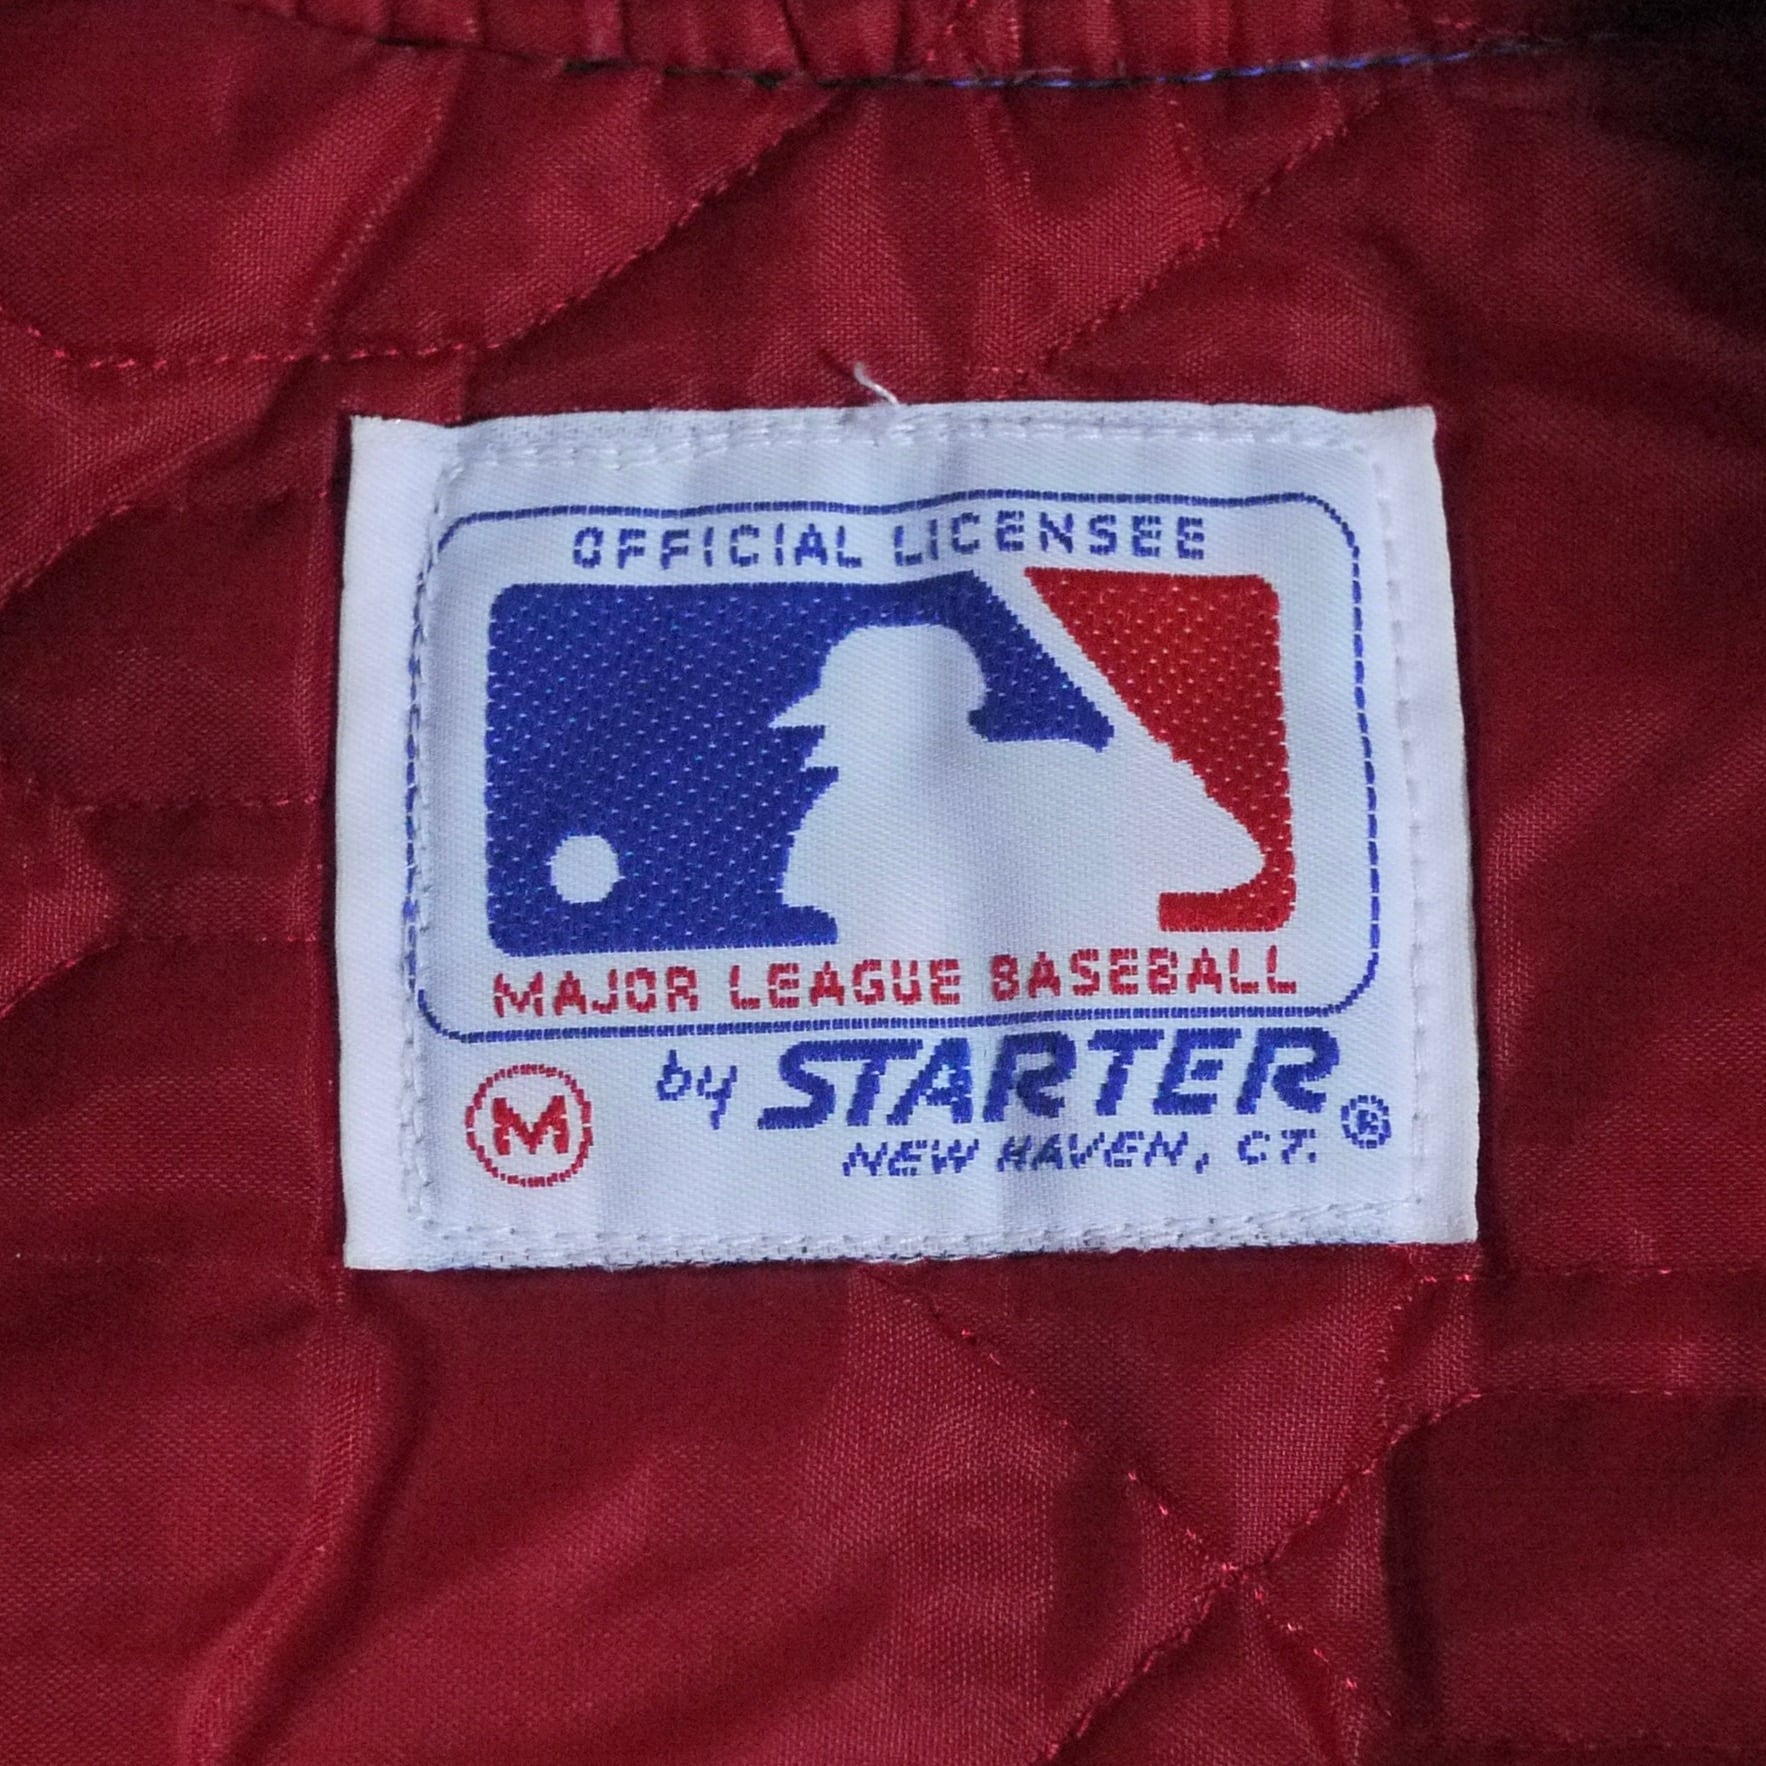 OFFICIAL LICENSEE
MAJOR LEAGUE BASEBALL
M
by STARTER ®
NEW HAVEN, CT.